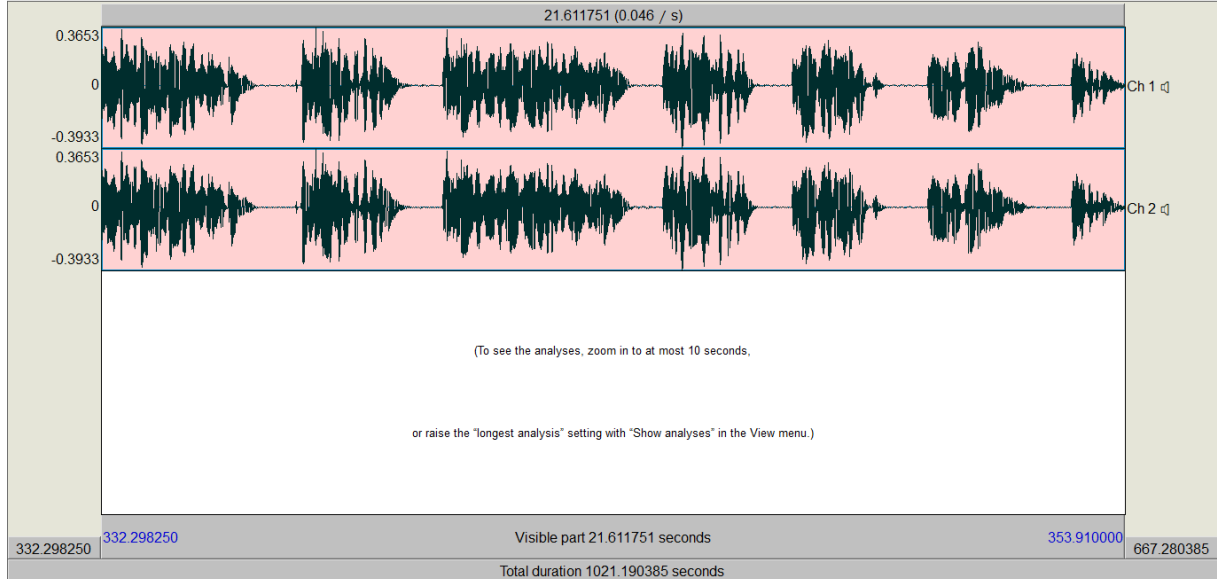 21.611751 (0.046 / s)
0.3653
0
-0.3933
Ch 1
0.3653
0
-0.3933
Ch 2
(To see the analyses, zoom in to at most 10 seconds,
or raise the “longest analysis” setting with “Show analyses” in the View menu.)
332.298250 332.298250 Visible part 21.611751 seconds 353.910000 667.280385
Total duration 1021.190385 seconds